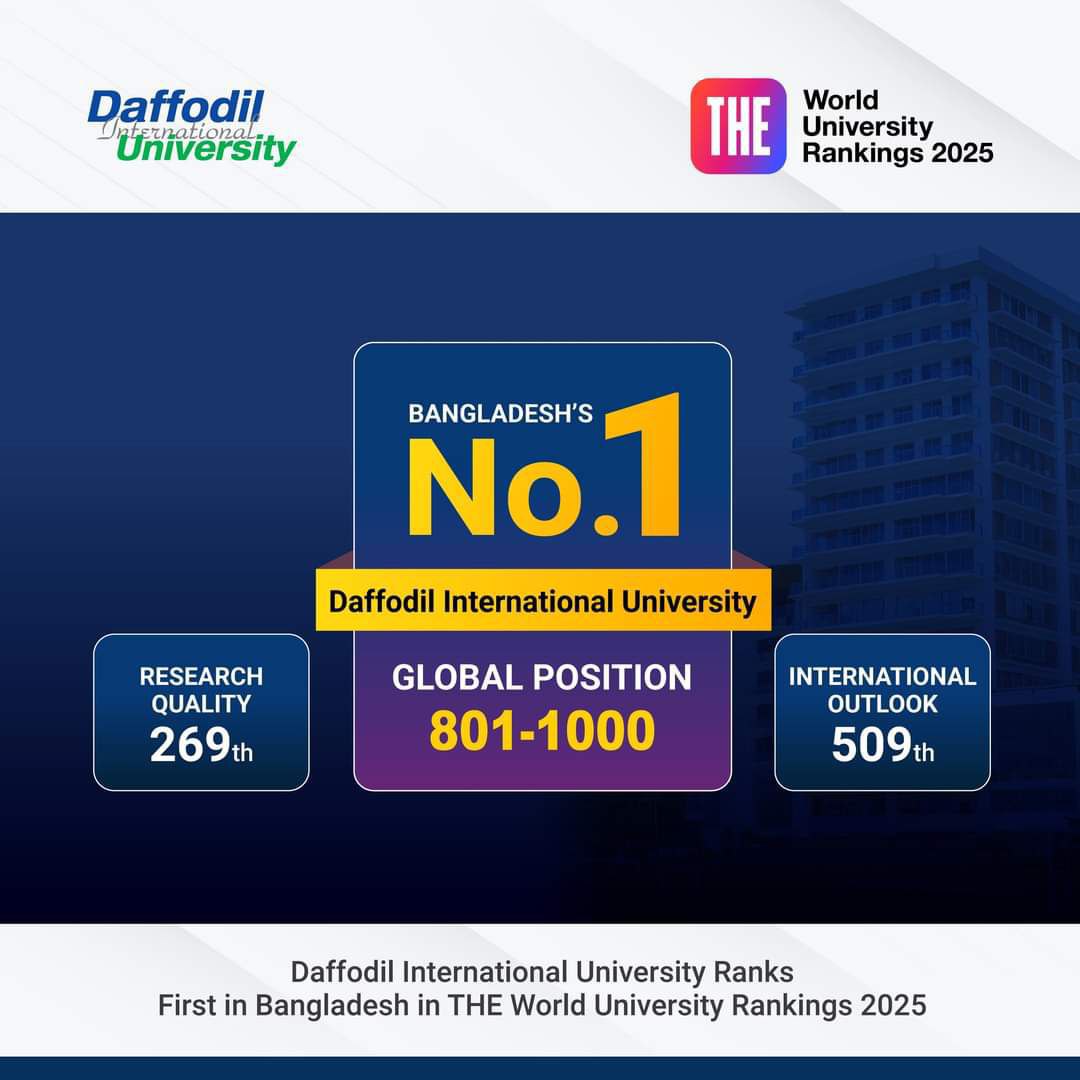 Daffodil
International
University
THE
World
University
Rankings 2025
BANGLADESH'S
No.1
Daffodil International University
GLOBAL POSITION
801-1000
RESEARCH
QUALITY
269th
INTERNATIONAL
OUTLOOK
509th
Daffodil International University Ranks
First in Bangladesh in THE World University Rankings 2025